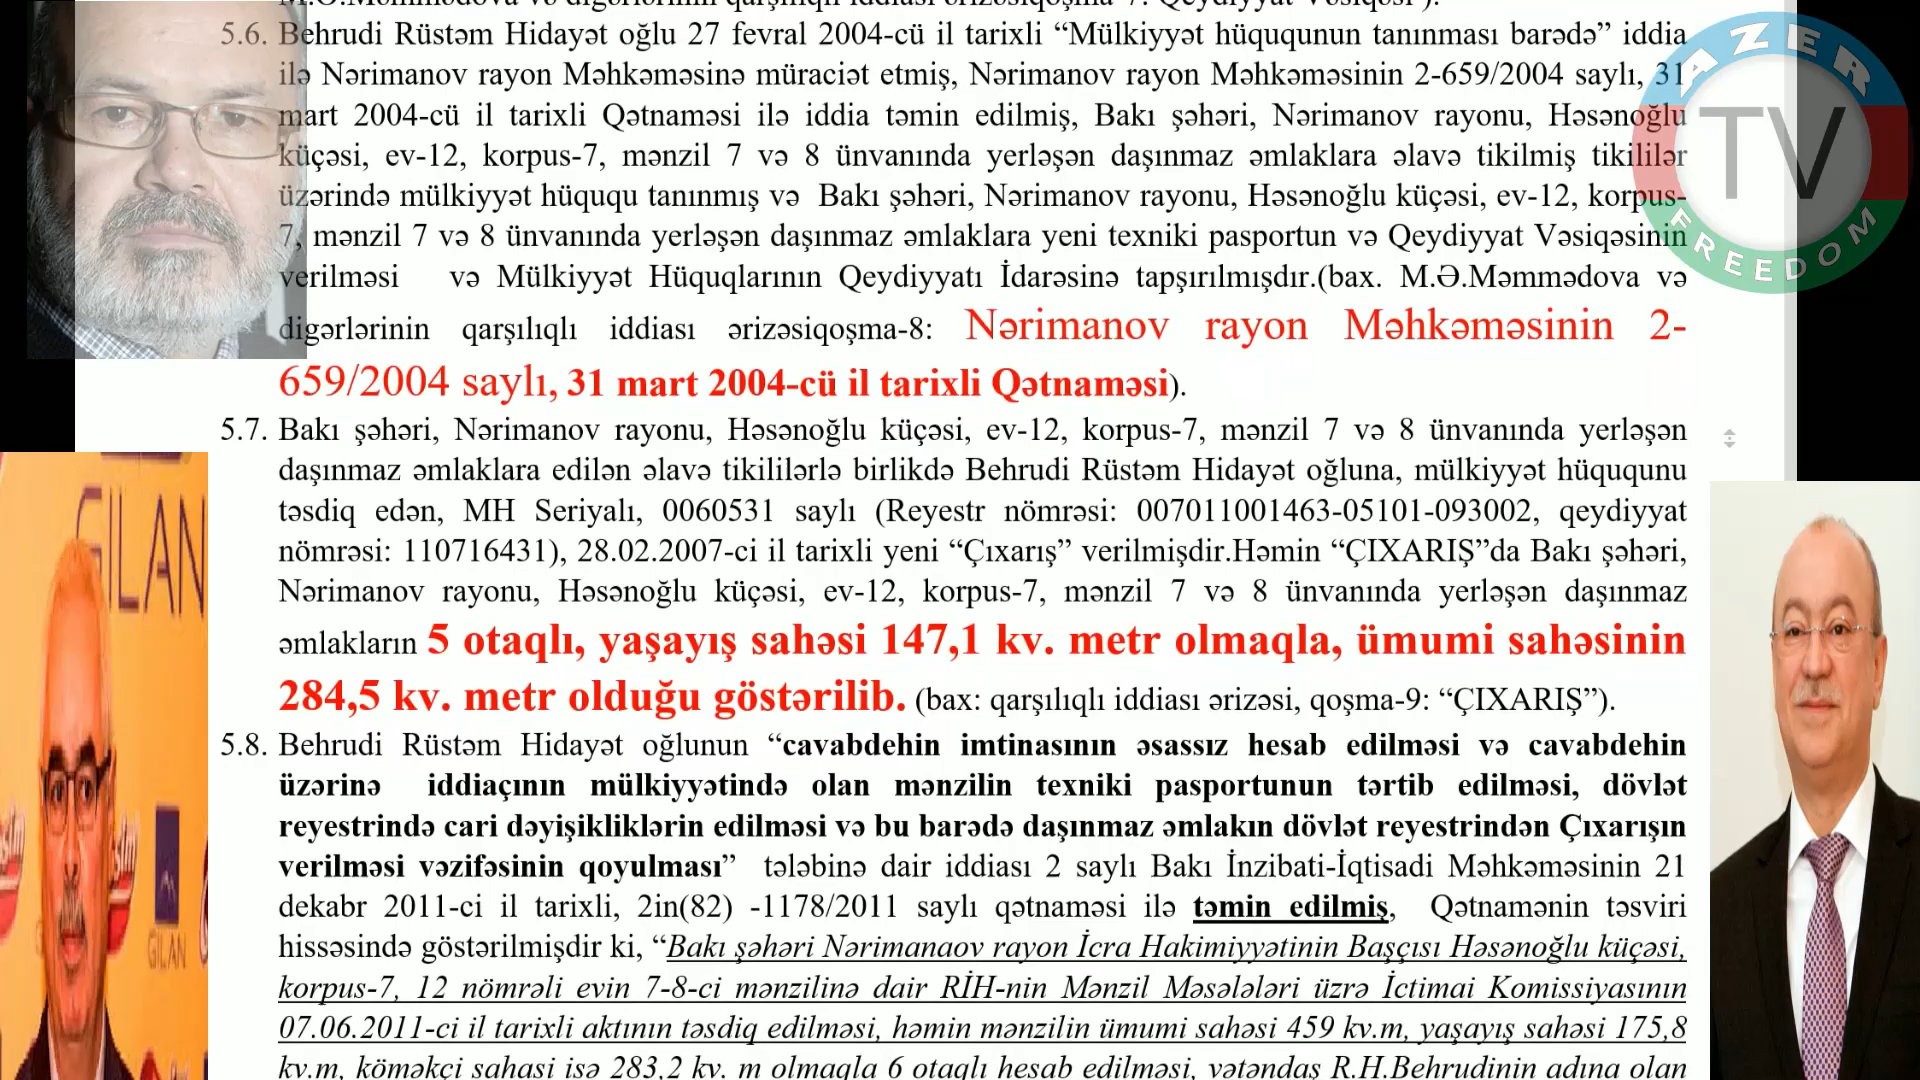 5.6. Behrudi Rüstəm Hidayət oğlu 27 fevral 2004-cü il tarixli “Mülkiyyət hüququnun tanınması barədə” iddia
ilə Nərimanov rayon Məhkəməsinə müraciət etmiş, Nərimanov rayon Məhkəməsinin 2-659/2004 saylı, 31
mart 2004-cü il tarixli Qətnaməsi ilə iddia təmin edilmiş, Bakı şəhəri, Nərimanov rayonu, Həsənoğlu
küçəsi, ev-12, korpus-7, mənzil 7 və 8 ünvanında yerləşən daşınmaz əmlaklara əlavə tikilmiş tikililər
üzərində mülkiyyət hüququ tanınmış və Bakı şəhəri, Nərimanov rayonu, Həsənoğlu küçəsi, ev-12, korpus-
7, mənzil 7 və 8 ünvanında yerləşən daşınmaz əmlaklara yeni texniki pasportun və Qeydiyyat Vəsiqəsinin
verilməsi və Mülkiyyət Hüquqlarının Qeydiyyatı İdarəsinə tapşırılmışdır.(bax. M.Ə.Məmmədova və
digərlərinin qarşılıqlı iddiası ərizəsiqoşma-8: Nərimanov rayon Məhkəməsinin 2-
659/2004 saylı, 31 mart 2004-cü il tarixli Qətnaməsi).
5.7. Bakı şəhəri, Nərimanov rayonu, Həsənoğlu küçəsi, ev-12, korpus-7, mənzil 7 və 8 ünvanında yerləşən
daşınmaz əmlaklara edilən əlavə tikililərlə birlikdə Behrudi Rüstəm Hidayət oğluna, mülkiyyət hüququnu
təsdiq edən, MH Seriyalı, 0060531 saylı (Reyestr nömrəsi: 007011001463-05101-093002, qeydiyyat
nömrəsi: 110716431), 28.02.2007-ci il tarixli yeni “Çıxarış” verilmişdir.Həmin “ÇIXARIŞ”da Bakı şəhəri,
Nərimanov rayonu, Həsənoğlu küçəsi, ev-12, korpus-7, mənzil 7 və 8 ünvanında yerləşən daşınmaz
əmlakların 5 otaqlı, yaşayış sahəsi 147,1 kv. metr olmaqla, ümumi sahəsinin
284,5 kv. metr olduğu göstərilib. (bax: qarşılıqlı iddiası ərizəsi, qoşma-9: “ÇIXARIŞ”).
5.8. Behrudi Rüstəm Hidayət oğlunun “cavabdehin imtinasının əsassız hesab edilməsi və cavabdehin
üzərinə iddiaçının mülkiyyətində olan mənzilin texniki pasportunun tərtib edilməsi, dövlət
reyestrində cari dəyişikliklərin edilməsi və bu barədə daşınmaz əmlakın dövlət reyestrindən Çıxarışın
verilməsi vəzifəsinin qoyulması” tələbinə dair iddiası 2 saylı Bakı İnzibati-İqtisadi Məhkəməsinin 21
dekabr 2011-ci il tarixli, 2in(82) -1178/2011 saylı qətnaməsi ilə təmin edilmiş, Qətnamənin təsviri
hissəsində göstərilmişdir ki, “Bakı şəhəri Nərimanaov rayon İcra Hakimiyyətinin Başçısı Həsənoğlu küçəsi,
korpus-7, 12 nömrəli evin 7-8-ci mənzilinə dair RİH-nin Mənzil Məsələləri üzrə İctimai Komissiyasının
07.06.2011-ci il tarixli aktının təsdiq edilməsi, həmin mənzilin ümumi sahəsi 459 kv.m, yaşayış sahəsi 175,8
kv.m, köməkçi sahəsi isə 283,2 kv. m olmaqla 6 otaqlı hesab edilməsi, vətəndaş R.H.Behrudinin adına olan
AZER
TV
FREEDOM
GILAN
GILAN